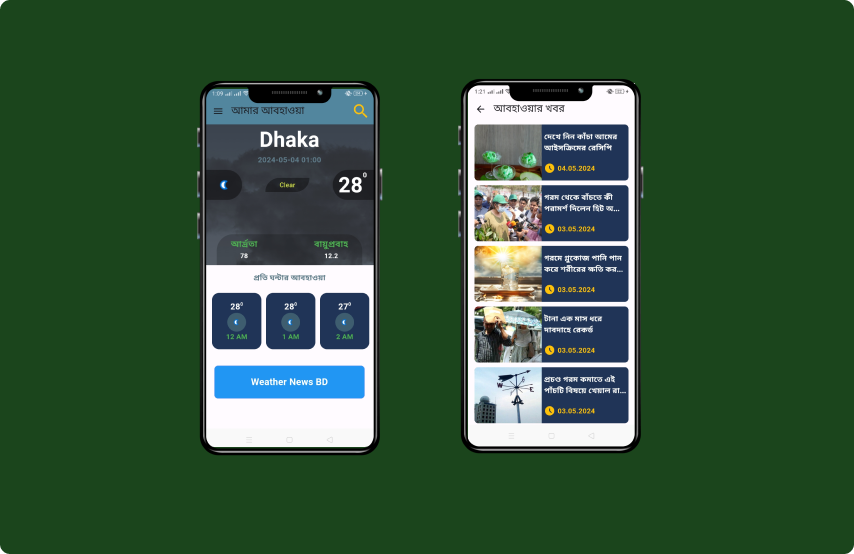 1:09
আমার আবহাওয়া
Dhaka
2024-05-04 01:00
Clear
28°
আর্দ্রতা
বায়ুপ্রবাহ
78
12.2
প্রতি ঘন্টার আবহাওয়া
28°
28°
27°
12 AM
1 AM
2 AM
Weather News BD
1:21
আবহাওয়ার খবর
দেখে নিন কাঁচা আমের
আইসক্রিমের রেসিপি
04.05.2024
গরম থেকে বাঁচতে কী
পরামর্শ দিলেন হিট অ...
03.05.2024
গরমে গ্লুকোজ পানি পান
করে শরীরের ক্ষতি কর...
03.05.2024
টানা এক মাস ধরে
দাবদাহে রেকর্ড
03.05.2024
W
E
প্রচণ্ড গরম কমাতে এই
পাঁচটি বিষয়ে খেয়াল রা...
03.05.2024